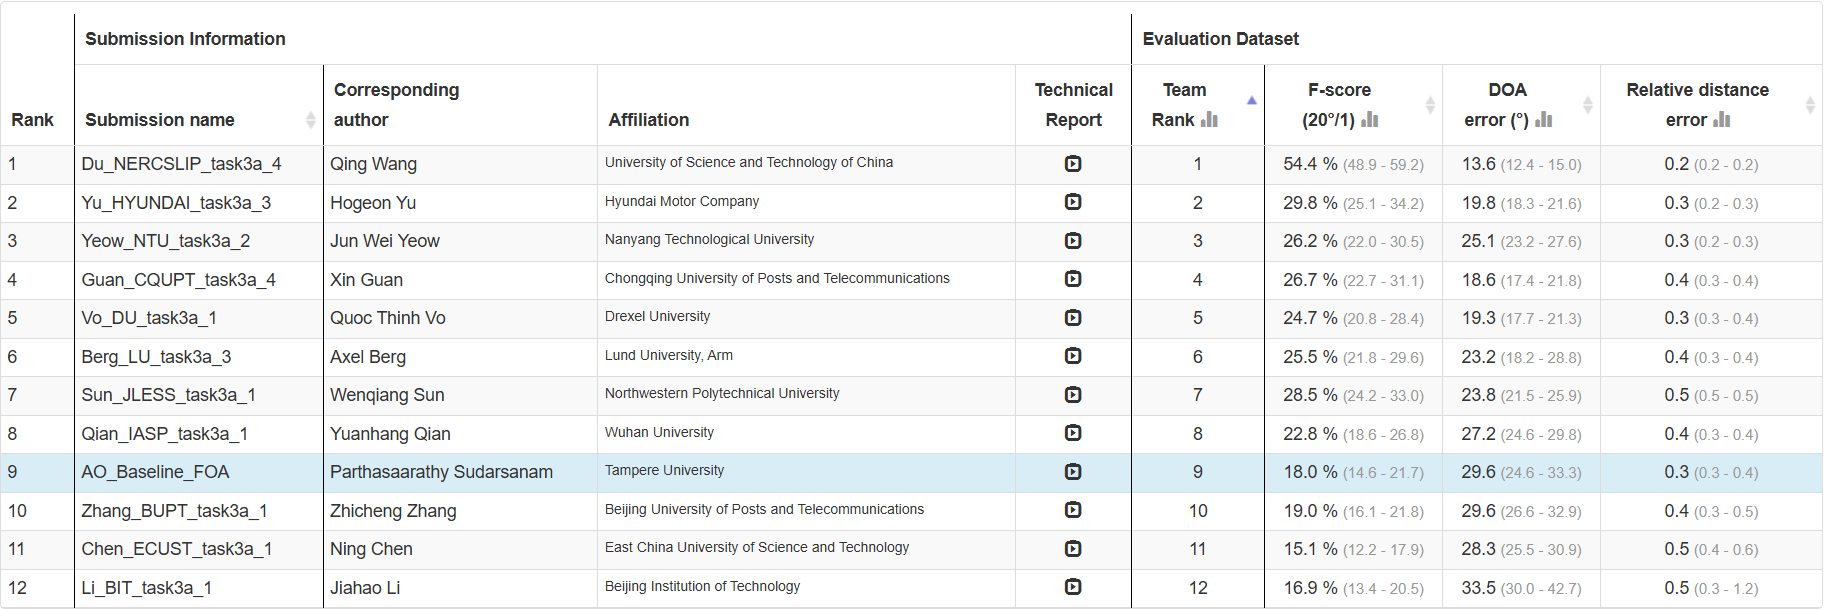 Submission Information Evaluation Dataset
Rank Submission name Corresponding author Affiliation Technical Report Team Rank F-score (20°/1) DOA error (°) Relative distance error
1 Du_NERCSLIP_task3a_4 Qing Wang University of Science and Technology of China 1 54.4 % (48.9 - 59.2) 13.6 (12.4 - 15.0) 0.2 (0.2 - 0.2)
2 Yu_HYUNDAI_task3a_3 Hogeon Yu Hyundai Motor Company 2 29.8 % (25.1 - 34.2) 19.8 (18.3 - 21.6) 0.3 (0.2 - 0.3)
3 Yeow_NTU_task3a_2 Jun Wei Yeow Nanyang Technological University 3 26.2 % (22.0 - 30.5) 25.1 (23.2 - 27.6) 0.3 (0.2 - 0.3)
4 Guan_CQUPT_task3a_4 Xin Guan Chongqing University of Posts and Telecommunications 4 26.7 % (22.7 - 31.1) 18.6 (17.4 - 21.8) 0.4 (0.3 - 0.4)
5 Vo_DU_task3a_1 Quoc Thinh Vo Drexel University 5 24.7 % (20.8 - 28.4) 19.3 (17.7 - 21.3) 0.3 (0.3 - 0.4)
6 Berg_LU_task3a_3 Axel Berg Lund University, Arm 6 25.5 % (21.8 - 29.6) 23.2 (18.2 - 28.8) 0.4 (0.3 - 0.4)
7 Sun_JLESS_task3a_1 Wenqiang Sun Northwestern Polytechnical University 7 28.5 % (24.2 - 33.0) 23.8 (21.5 - 25.9) 0.5 (0.5 - 0.5)
8 Qian_IASP_task3a_1 Yuanhang Qian Wuhan University 8 22.8 % (18.6 - 26.8) 27.2 (24.6 - 29.8) 0.4 (0.3 - 0.4)
9 AO_Baseline_FOA Parthasaarathy Sudarsanam Tampere University 9 18.0 % (14.6 - 21.7) 29.6 (24.6 - 33.3) 0.3 (0.3 - 0.4)
10 Zhang_BUPT_task3a_1 Zhicheng Zhang Beijing University of Posts and Telecommunications 10 19.0 % (16.1 - 21.8) 29.6 (26.6 - 32.9) 0.4 (0.3 - 0.5)
11 Chen_ECUST_task3a_1 Ning Chen East China University of Science and Technology 11 15.1 % (12.2 - 17.9) 28.3 (25.5 - 30.9) 0.5 (0.4 - 0.6)
12 Li_BIT_task3a_1 Jiahao Li Beijing Institution of Technology 12 16.9 % (13.4 - 20.5) 33.5 (30.0 - 42.7) 0.5 (0.3 - 1.2)